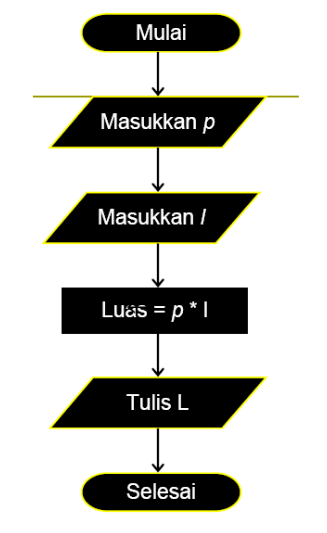 Mulai
Masukkan p
Masukkan l
Luas = p * l
Tulis L
Selesai